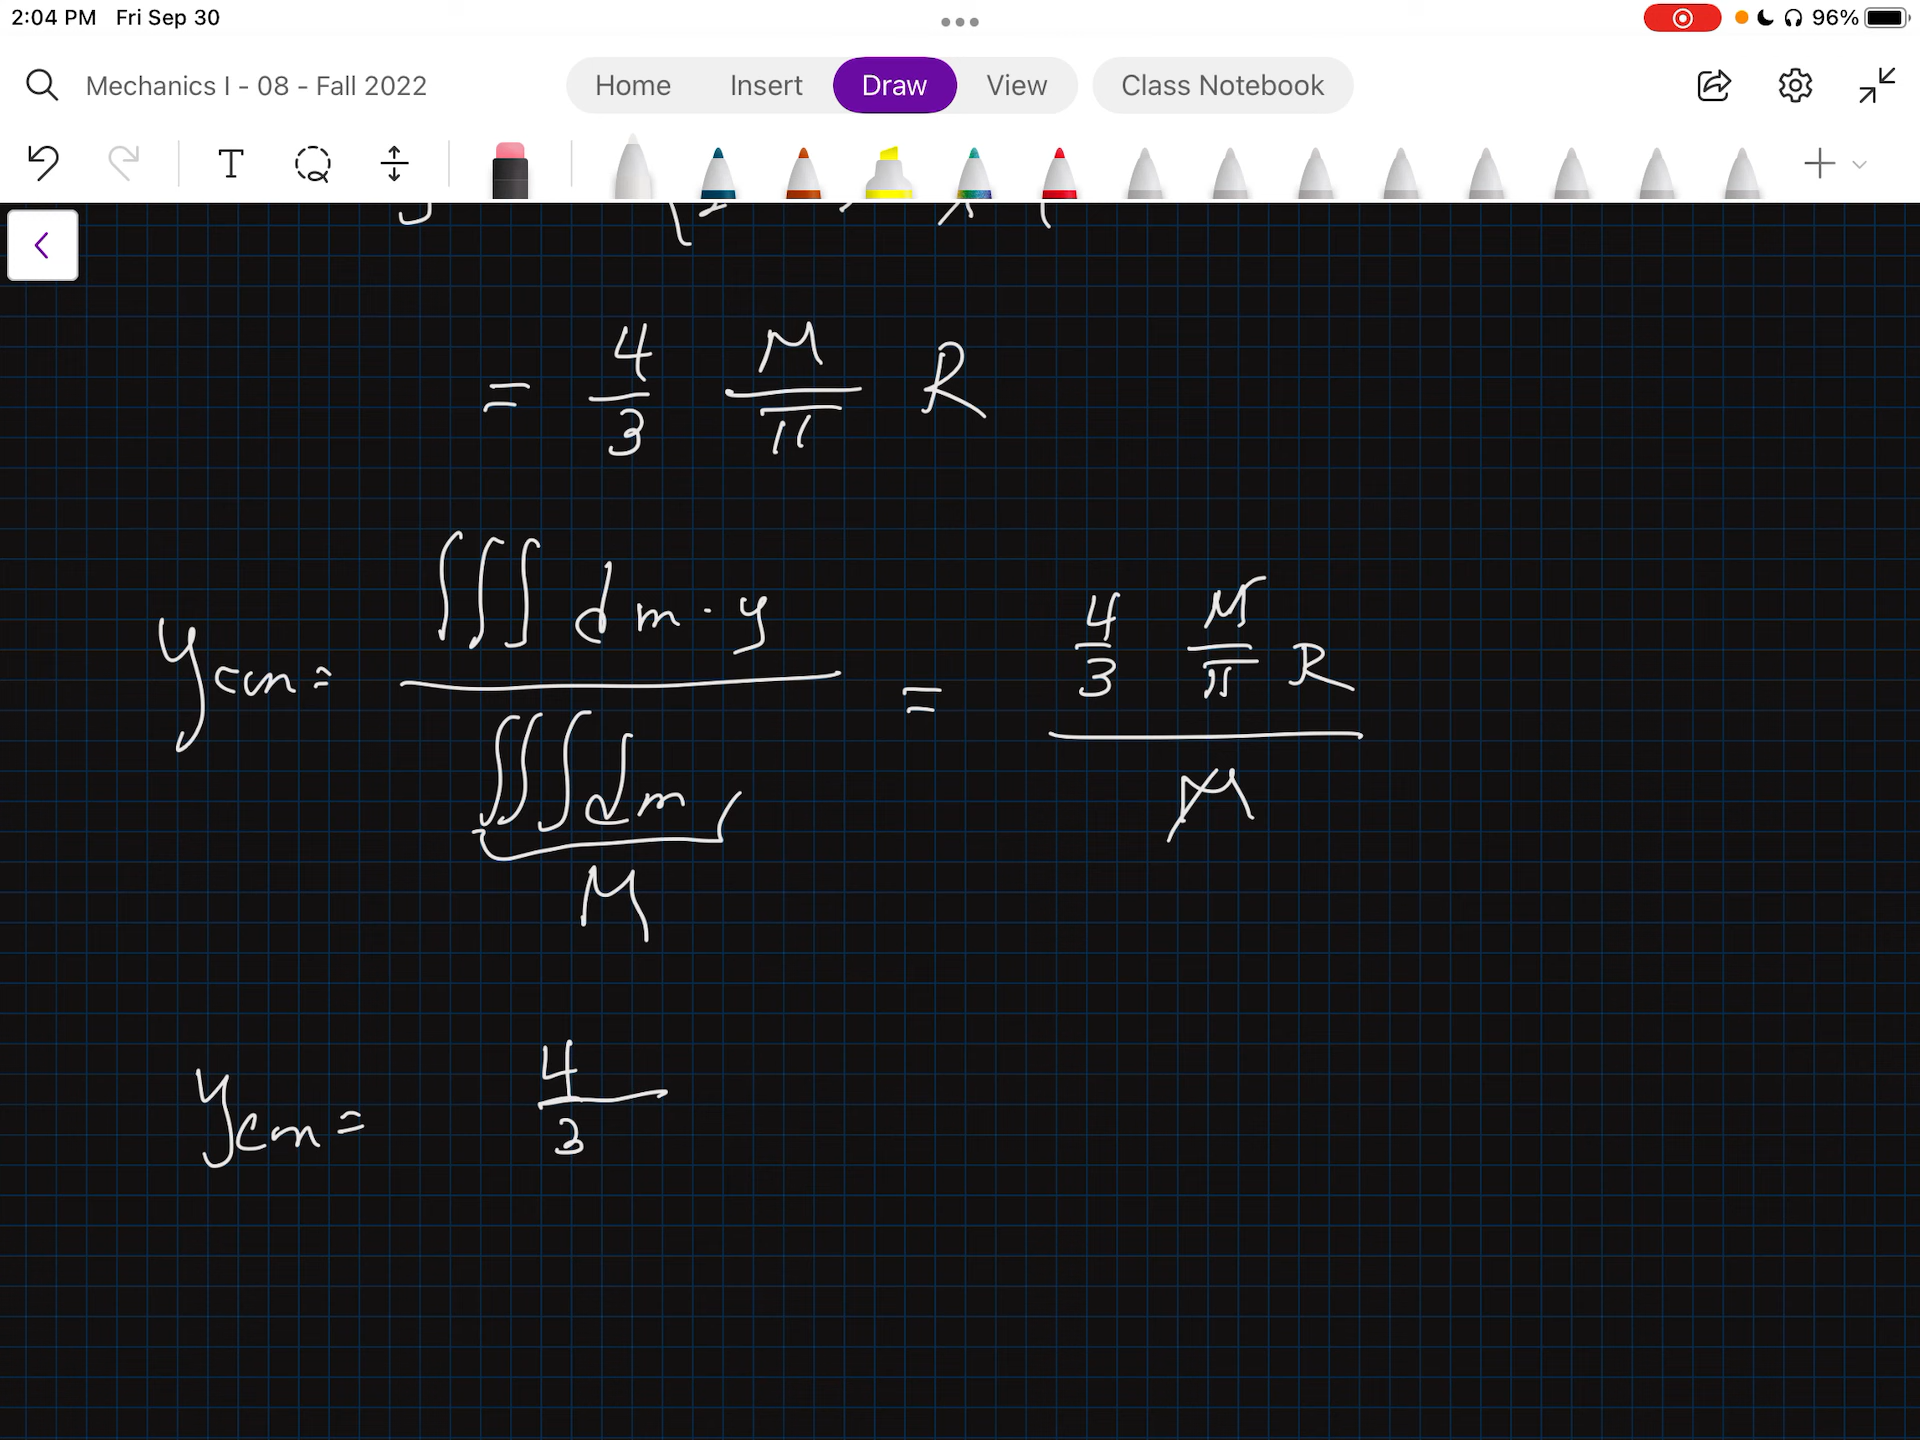 2:04 PM Fri Sep 30
96%
Mechanics I - 08 - Fall 2022
Home Insert Draw View Class Notebook
T
= 4/3 M/π R
ycm = ∫∫∫ dm · y / ∫∫∫ dm = 4/3 M/π R / M
M
ycm = 4/3